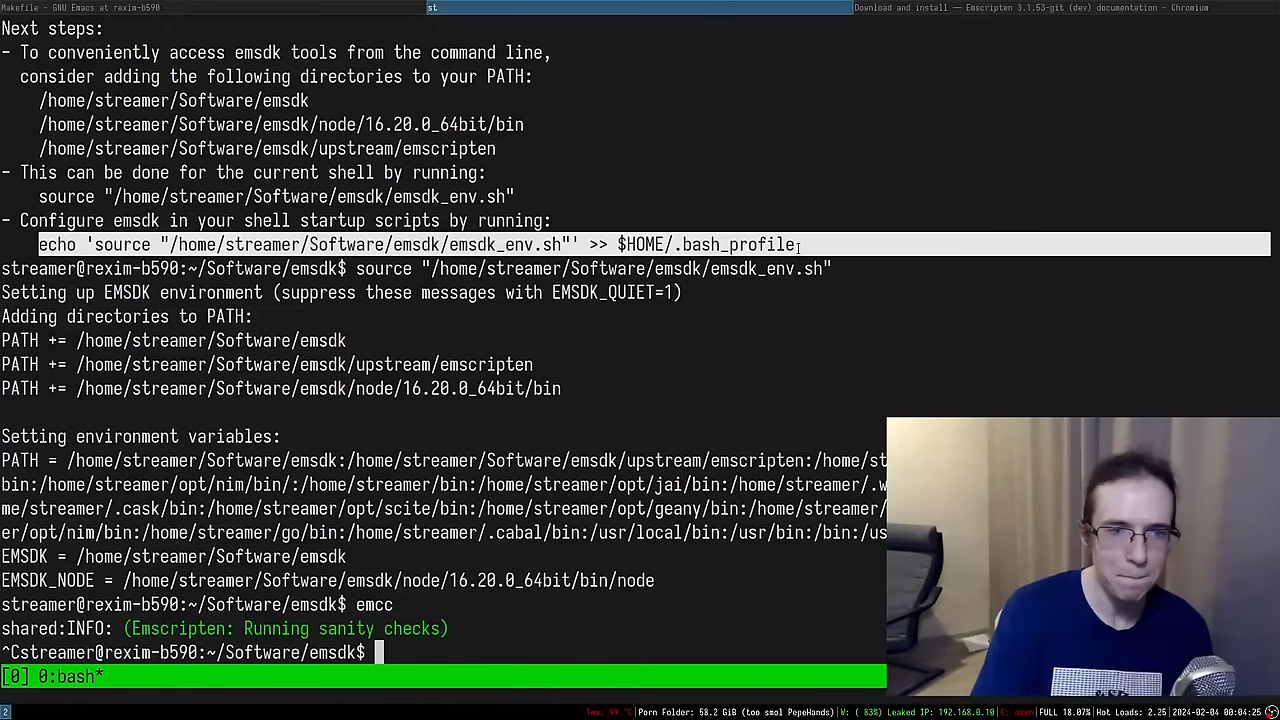 Makefile - GNU Emacs at rexim-b590
st
Download and install — Emscripten 3.1.53-git (dev) documentation - Chromium
Next steps:
- To conveniently access emsdk tools from the command line,
consider adding the following directories to your PATH:
/home/streamer/Software/emsdk
/home/streamer/Software/emsdk/node/16.20.0_64bit/bin
/home/streamer/Software/emsdk/upstream/emscripten
- This can be done for the current shell by running:
source "/home/streamer/Software/emsdk/emsdk_env.sh"
- Configure emsdk in your shell startup scripts by running:
echo 'source "/home/streamer/Software/emsdk/emsdk_env.sh"' >> $HOME/.bash_profile
streamer@rexim-b590:~/Software/emsdk$ source "/home/streamer/Software/emsdk/emsdk_env.sh"
Setting up EMSDK environment (suppress these messages with EMSDK_QUIET=1)
Adding directories to PATH:
PATH += /home/streamer/Software/emsdk
PATH += /home/streamer/Software/emsdk/upstream/emscripten
PATH += /home/streamer/Software/emsdk/node/16.20.0_64bit/bin
Setting environment variables:
PATH = /home/streamer/Software/emsdk:/home/streamer/Software/emsdk/upstream/emscripten:/home/st
bin:/home/streamer/opt/nim/bin/:/home/streamer/opt/jai/bin:/home/streamer/.w
me/streamer/.cask/bin:/home/streamer/opt/scite/bin:/home/streamer/opt/geany/bin:/home/streamer/
er/opt/nim/bin:/home/streamer/go/bin:/home/streamer/.cabal/bin:/usr/local/bin:/usr/bin:/bin:/us
EMSDK = /home/streamer/Software/emsdk
EMSDK_NODE = /home/streamer/Software/emsdk/node/16.20.0_64bit/bin/node
streamer@rexim-b590:~/Software/emsdk$ emcc
shared:INFO: (Emscripten: Running sanity checks)
^Cstreamer@rexim-b590:~/Software/emsdk$
[0] 0:bash*
2
Tmp: 99 °C|Porn Folder: 58.2 GiB (too smol PepeHands)|W: ( 83%) Leaked IP: 192.168.0.10|E: down|FULL 18.07%|Hot Loads: 2.25|2024-02-04 00:04:25